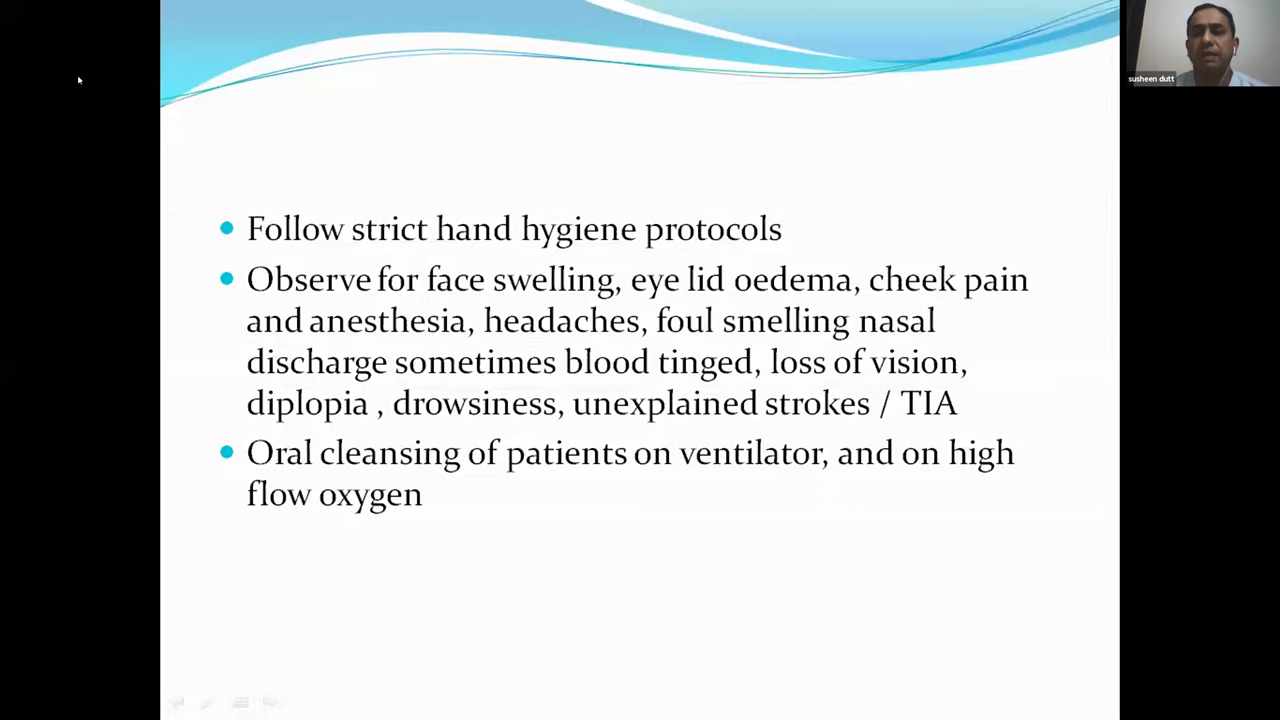 susheen dutt
Follow strict hand hygiene protocols
Observe for face swelling, eye lid oedema, cheek pain
and anesthesia, headaches, foul smelling nasal
discharge sometimes blood tinged, loss of vision,
diplopia , drowsiness, unexplained strokes / TIA
Oral cleansing of patients on ventilator, and on high
flow oxygen